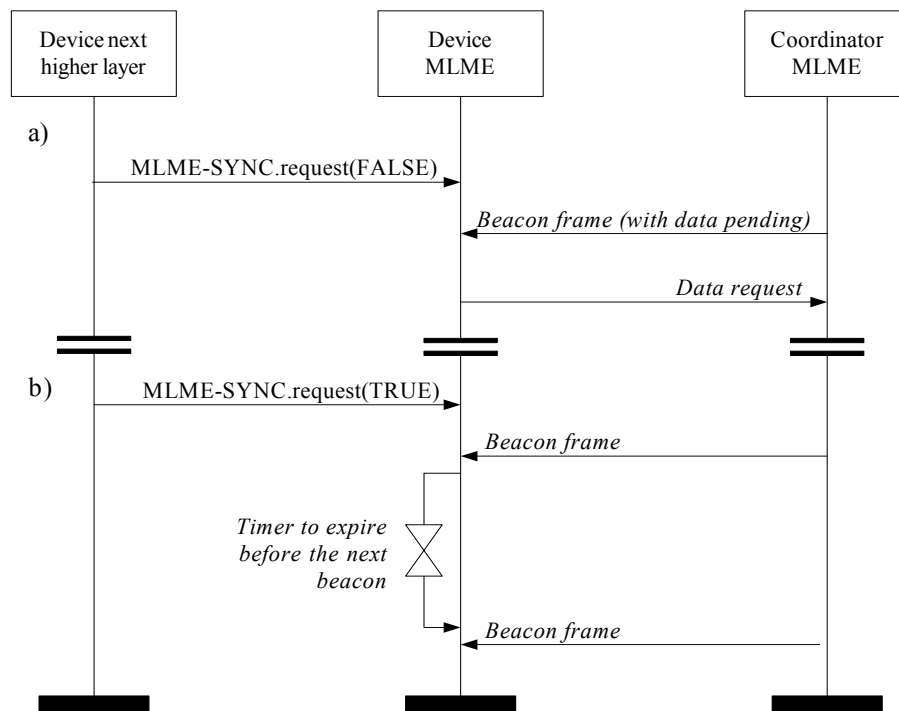 Device next
higher layer
Device
MLME
Coordinator
MLME
a)
MLME-SYNC.request(FALSE)
Beacon frame (with data pending)
Data request
b)
MLME-SYNC.request(TRUE)
Beacon frame
Timer to expire
before the next
beacon
Beacon frame